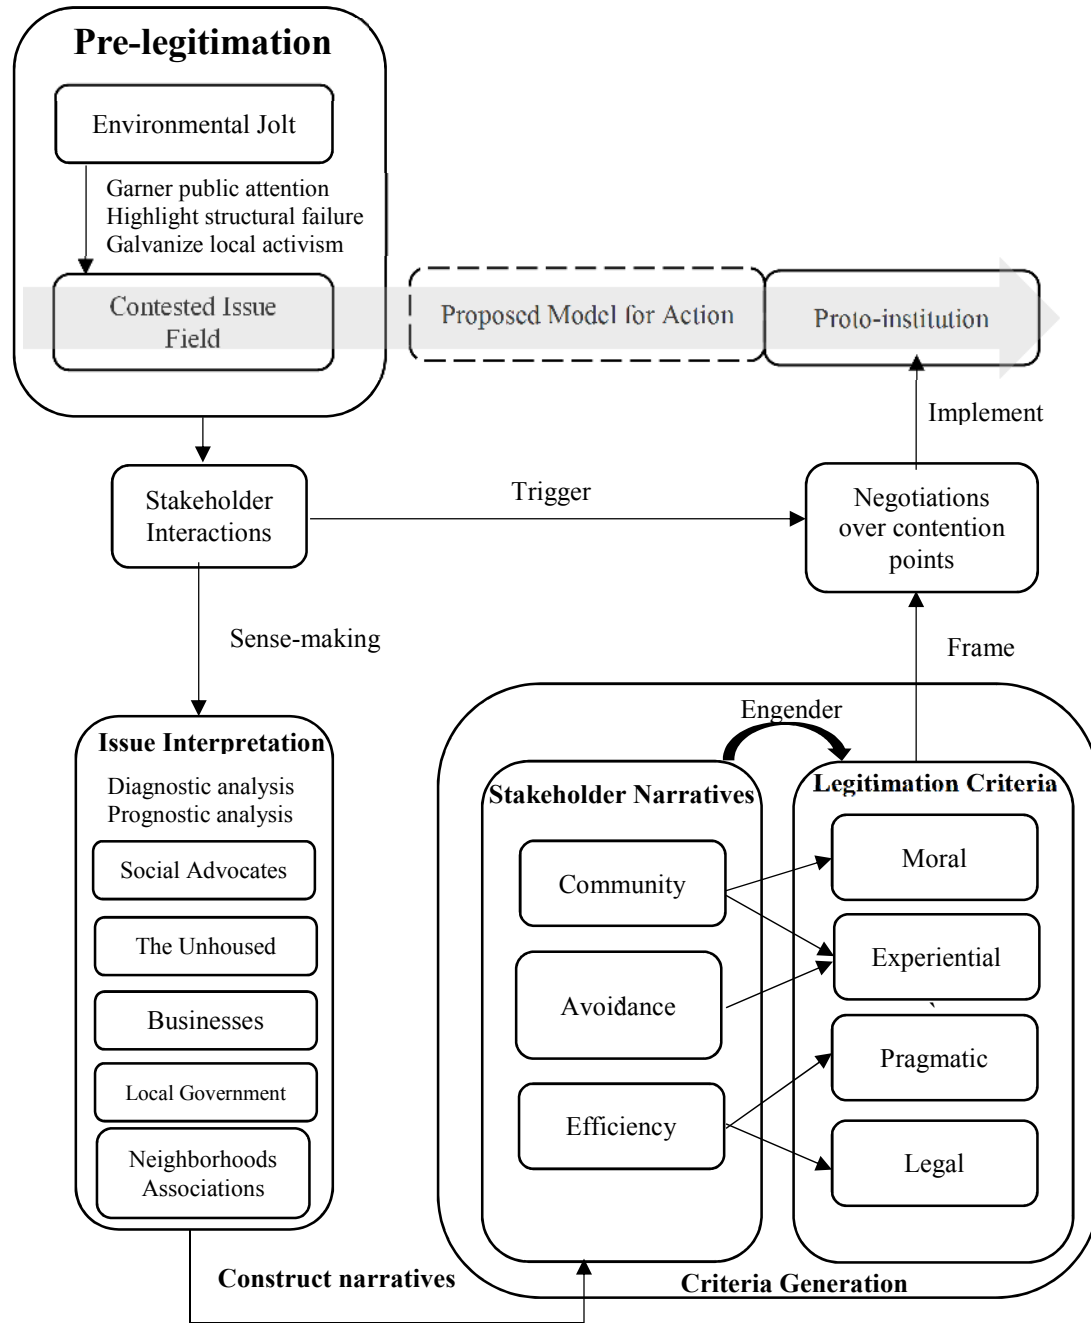 Pre-legitimation
Environmental Jolt
Garner public attention
Highlight structural failure
Galvanize local activism
Contested Issue
Field
Proposed Model for Action
Proto-institution
Implement
Stakeholder
Interactions
Trigger
Negotiations
over contention
points
Sense-making
Frame
Issue Interpretation
Diagnostic analysis
Prognostic analysis
Social Advocates
The Unhoused
Businesses
Local Government
Neighborhoods
Associations
Construct narratives
Engender
Stakeholder Narratives
Community
Avoidance
Efficiency
Legitimation Criteria
Moral
Experiential
Pragmatic
Legal
Criteria Generation